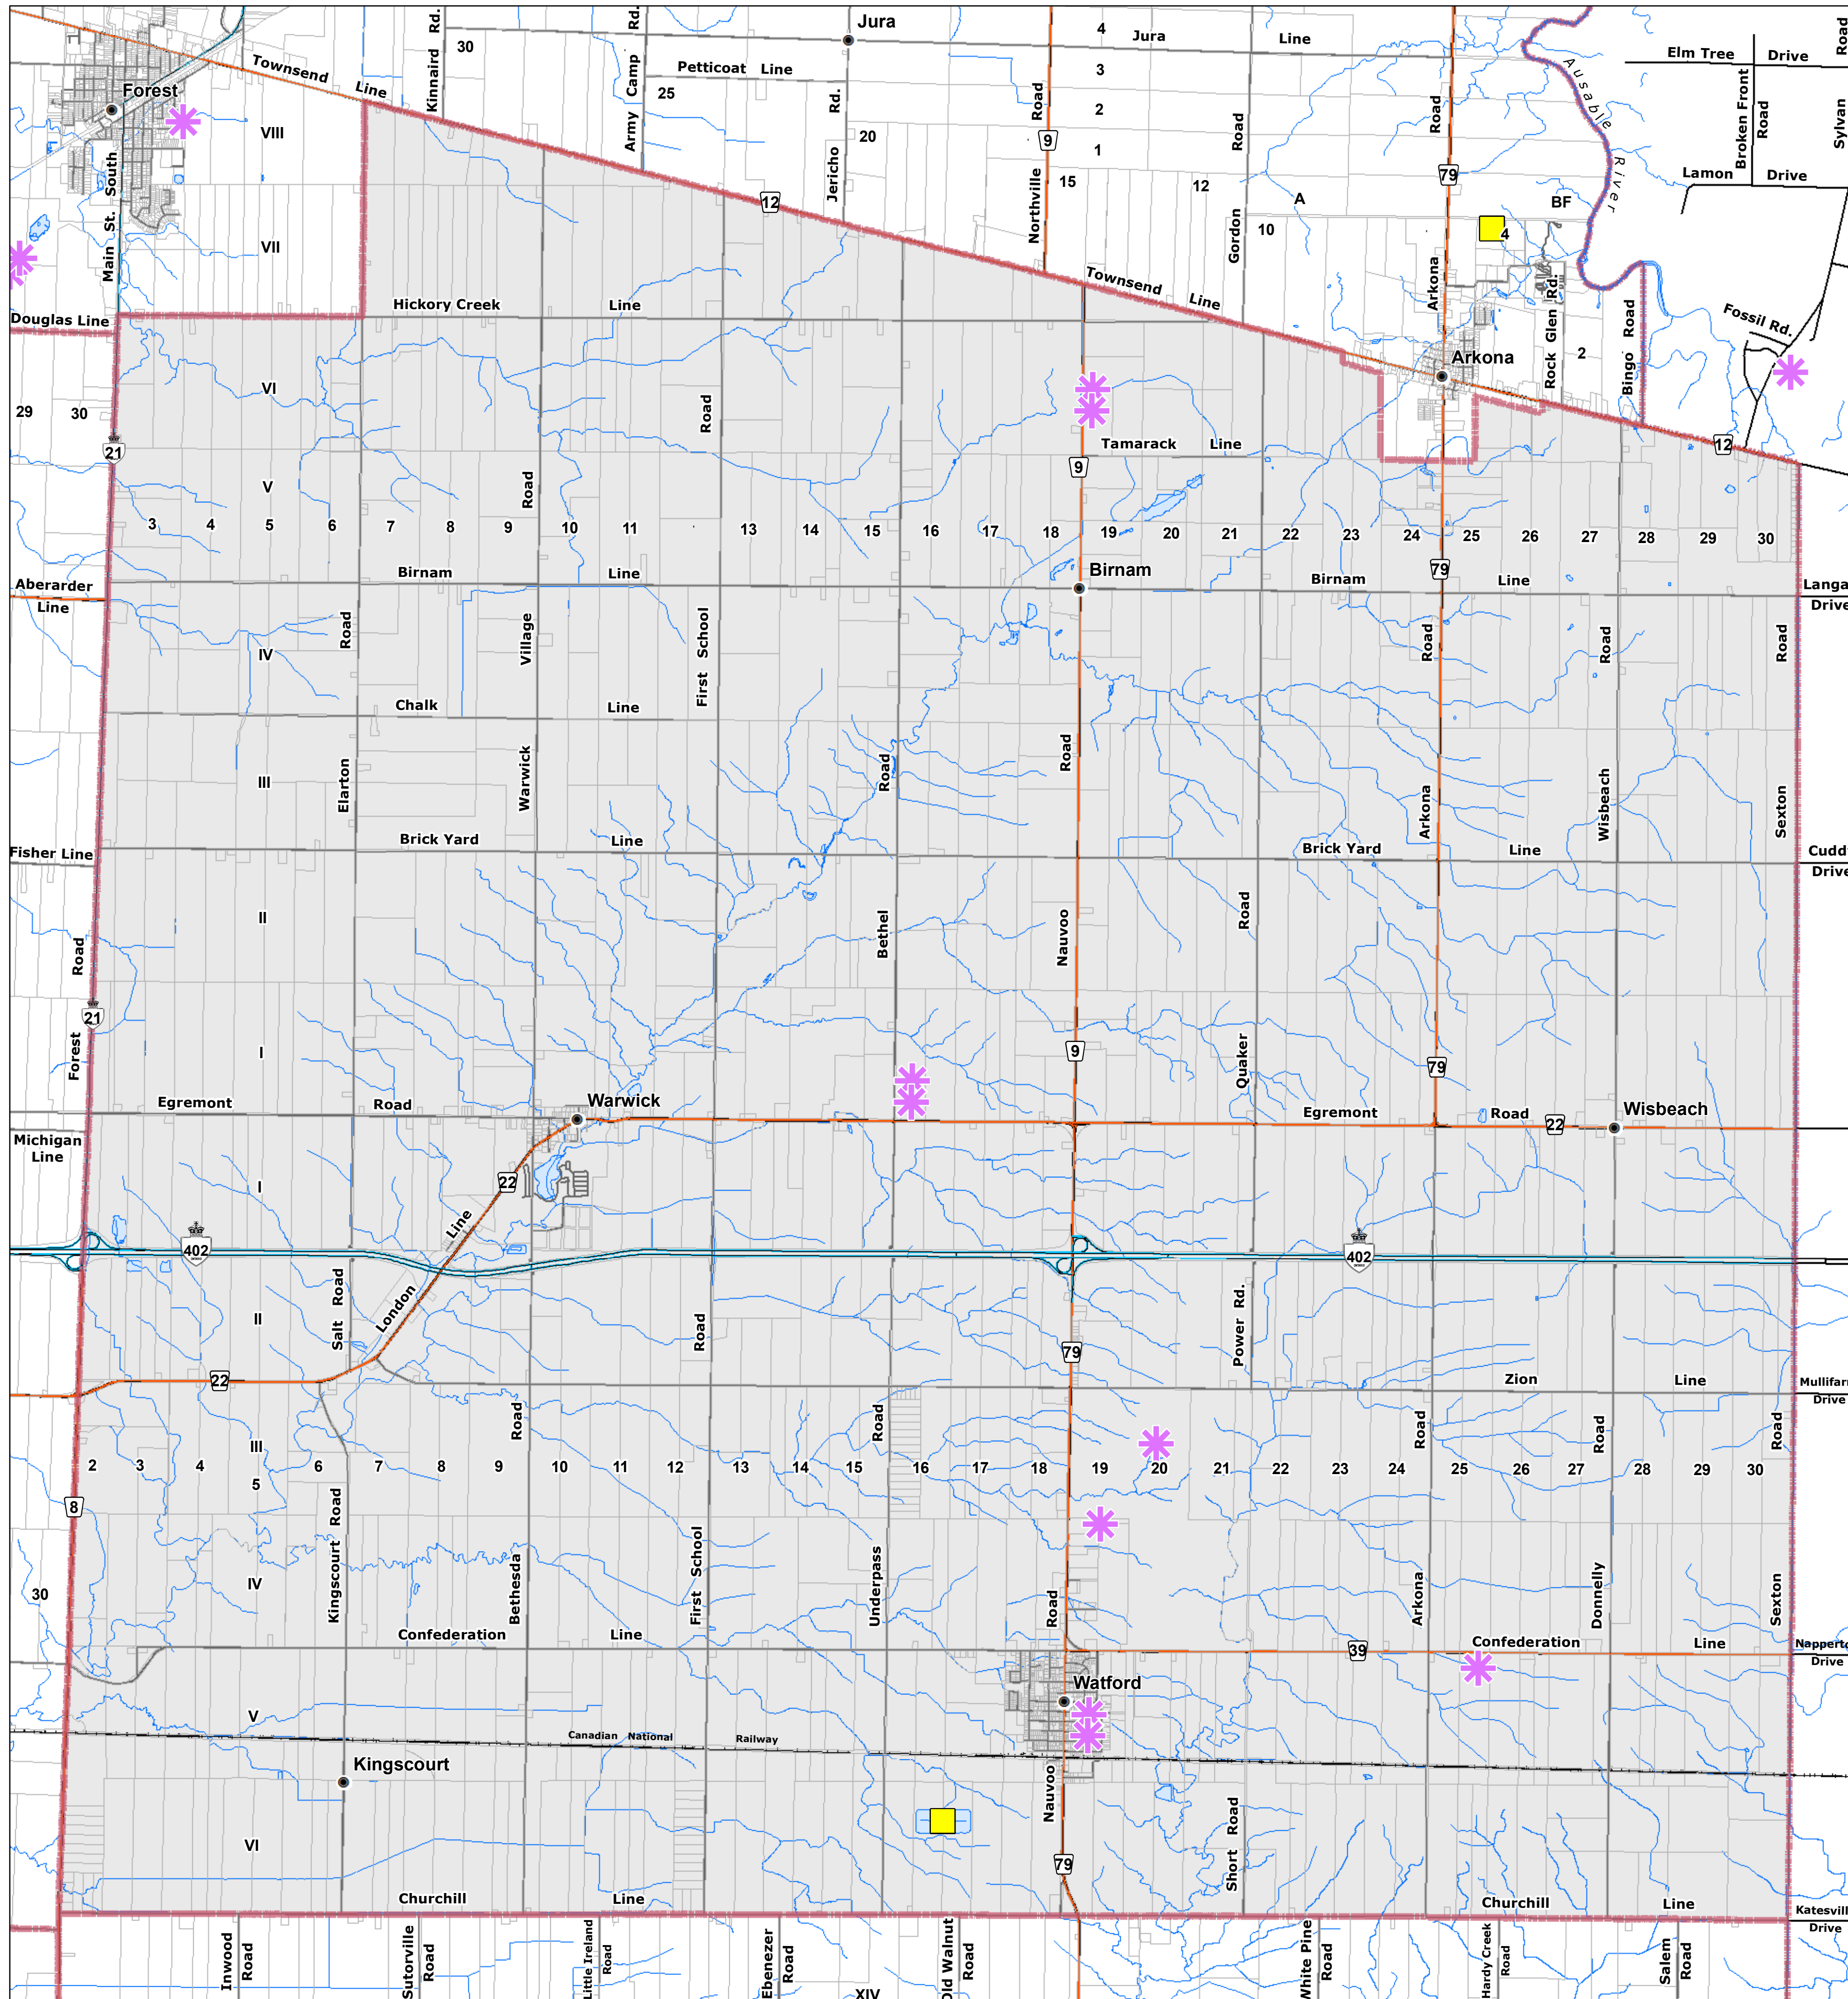 Jura
4
Jura
Line
Kinnaird Rd.
30
Army Camp Rd.
Petticoat Line
3
Elm Tree Drive
Road
Townsend Line
Forest
25
2
Ausable River
Broken Front Road
Sylvan
VIII
Jericho Rd.
20
9
1
Road
Road
Road
79
Lamon Drive
Main St. South
12
Northville
15
12
A
BF
Gordon
10
4
VII
Arkona
Townsend Line
Rock Glen Rd.
Bingo Road
Fossil Rd.
Hickory Creek Line
Douglas Line
Arkona
2
VI
29
30
Road
21
9
Tamarack Line
12
V
Road
3
4
5
6
7
8
9
10
11
13
14
15
16
17
18
19
20
21
22
23
24
25
26
27
28
29
30
Birnam Line
Birnam
79
Birnam Line
Aberarder
Line
Drive
IV
Road
Village
First School
Road
Road
Road
Chalk Line
III
Elarton
Warwick
Road
Road
Arkona
Wisbeach
Sexton
Fisher Line
Brick Yard Line
Brick Yard Line
Drive
II
Road
Bethel
Nauvoo
Road
21
Forest
I
9
79
Quaker
Egremont Road
Warwick
Egremont Road
22
Wisbeach
Michigan
Line
I
22
Line
402
402
London
II
Salt Road
Road
Power Rd.
79
22
Zion Line
Drive
III
Road
Road
Road
Road
Road
2
3
4
5
6
7
8
9
10
11
12
13
14
15
16
17
18
19
20
21
22
23
24
25
26
27
28
29
30
8
Kingscourt Road
30
IV
Bethesda
First School
Underpass
Road
Arkona
Donnelly
Sexton
Confederation Line
39
Confederation Line
Drive
Watford
V
Canadian National Railway
Kingscourt
Nauvoo
VI
79
Short Road
Churchill Line
Churchill Line
Drive
Inwood Road
Sutorville Road
Little Ireland Road
Ebenezer Road
Old Walnut Road
White Pine Road
Hardy Creek Road
Salem Road
XIV